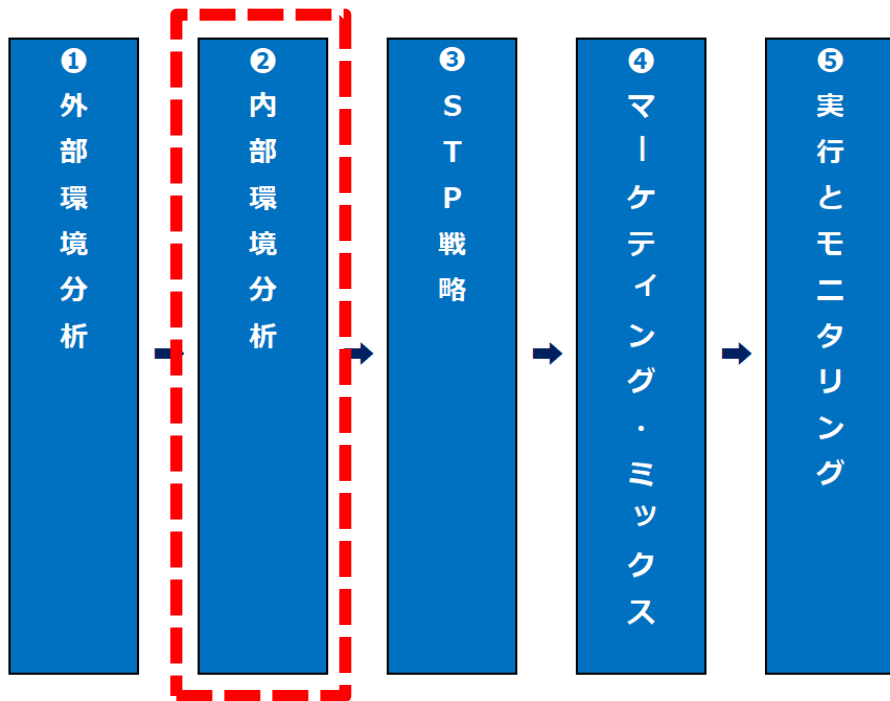 ❶外部環境分析
❷内部環境分析
❸STP戦略
❹マーケティング・ミックス
❺実行とモニタリング